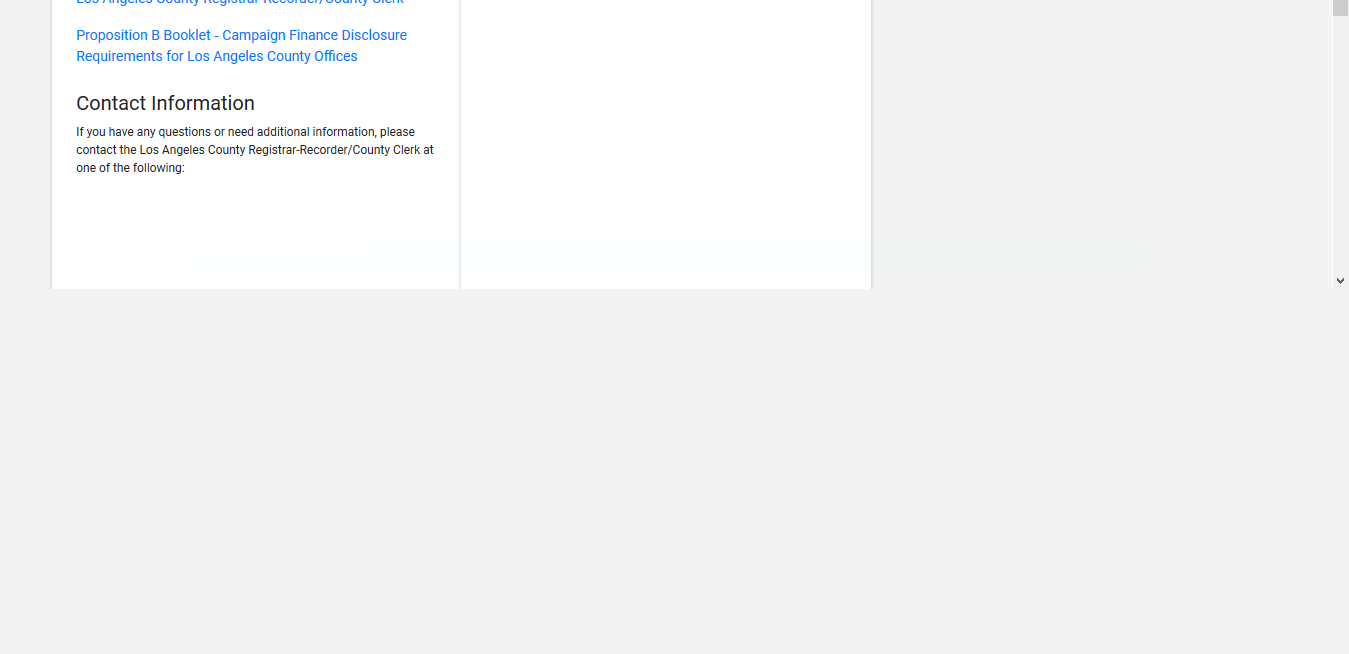 Los Angeles County Registrar-Recorder/County Clerk
Proposition B Booklet - Campaign Finance Disclosure
Requirements for Los Angeles County Offices
Contact Information
If you have any questions or need additional information, please
contact the Los Angeles County Registrar-Recorder/County Clerk at
one of the following: